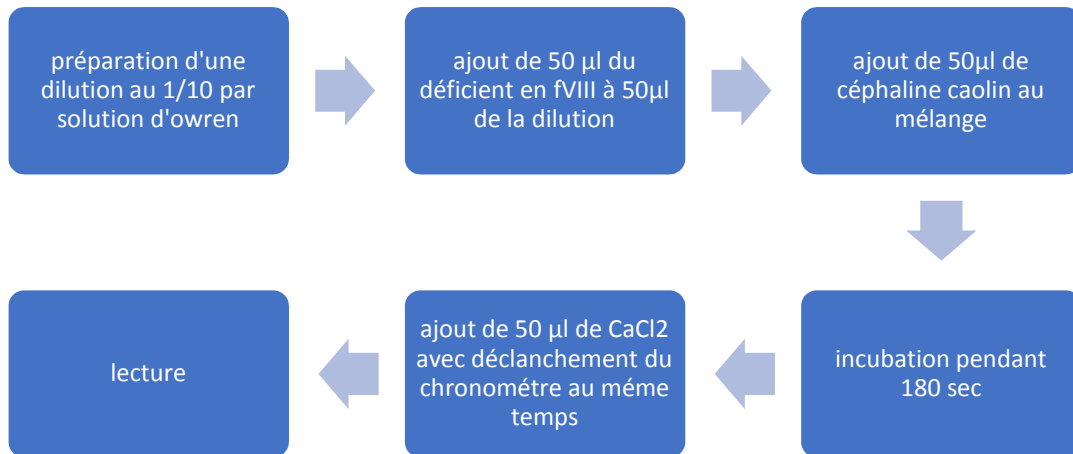 préparation d'une
dilution au 1/10 par
solution d'owren
ajout de 50 µl du
déficient en fVIII à 50µl
de la dilution
ajout de 50µl de
céphaline caolin au
mélange
incubation pendant
180 sec
ajout de 50 µl de CaCl2
avec déclanchement du
chronométre au méme
temps
lecture